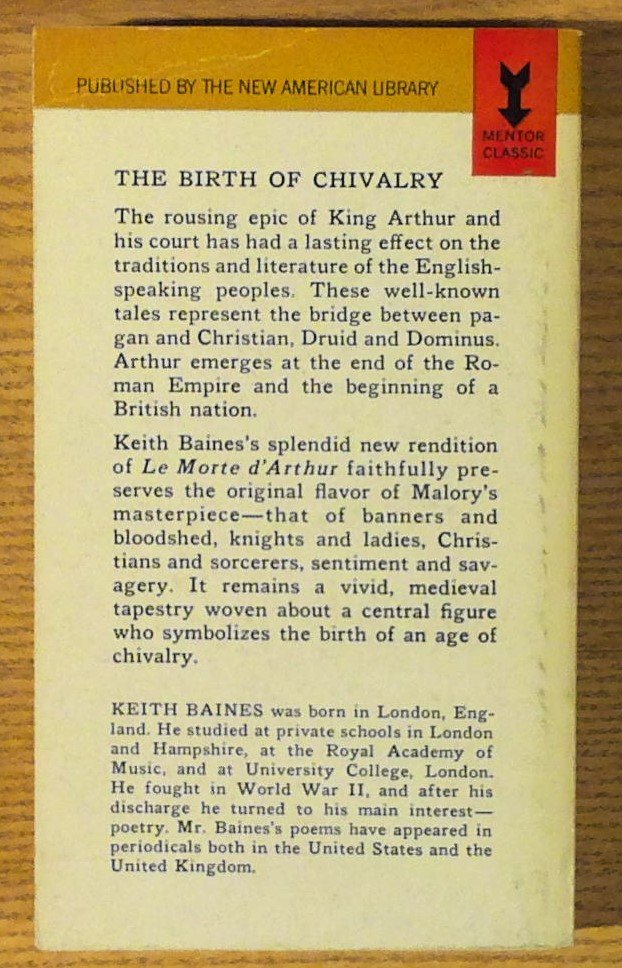 PUBLISHED BY THE NEW AMERICAN LIBRARY
MENTOR
CLASSIC
THE BIRTH OF CHIVALRY
The rousing epic of King Arthur and
his court has had a lasting effect on the
traditions and literature of the English-
speaking peoples. These well-known
tales represent the bridge between pa-
gan and Christian, Druid and Dominus.
Arthur emerges at the end of the Ro-
man Empire and the beginning of a
British nation.
Keith Baines's splendid new rendition
of Le Morte d'Arthur faithfully pre-
serves the original flavor of Malory's
masterpiece—that of banners and
bloodshed, knights and ladies, Chris-
tians and sorcerers, sentiment and sav-
agery. It remains a vivid, medieval
tapestry woven about a central figure
who symbolizes the birth of an age of
chivalry.
KEITH BAINES was born in London, Eng-
land. He studied at private schools in London
and Hampshire, at the Royal Academy of
Music, and at University College, London.
He fought in World War II, and after his
discharge he turned to his main interest—
poetry. Mr. Baines's poems have appeared in
periodicals both in the United States and the
United Kingdom.